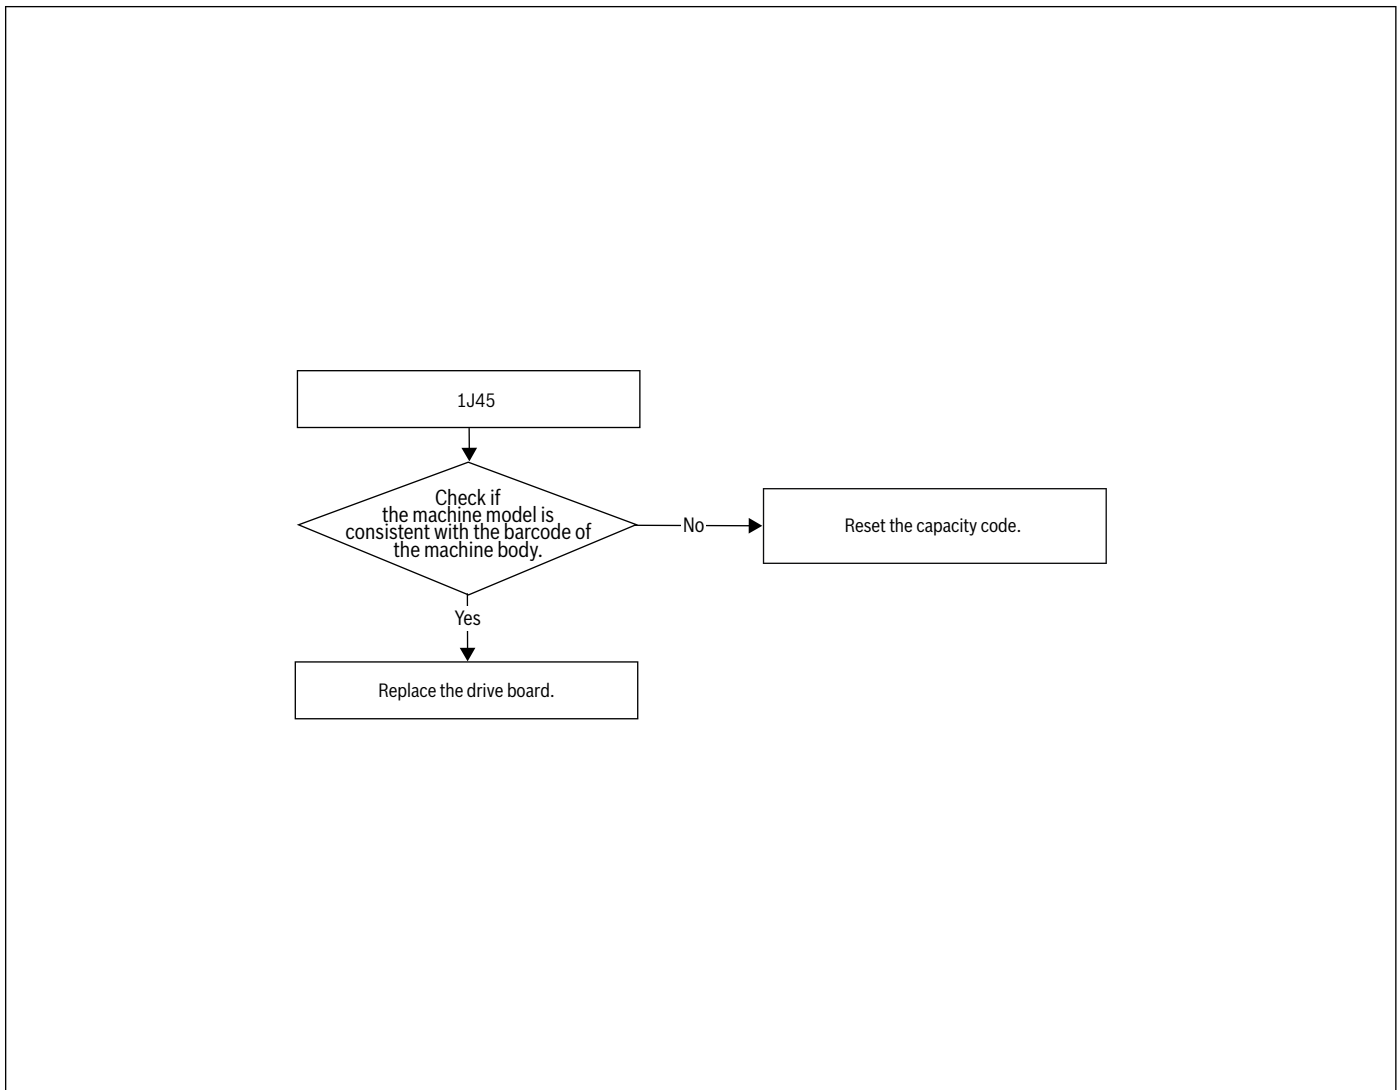 1J45
Check if
the machine model is
consistent with the barcode of
the machine body.
No
Reset the capacity code.
Yes
Replace the drive board.